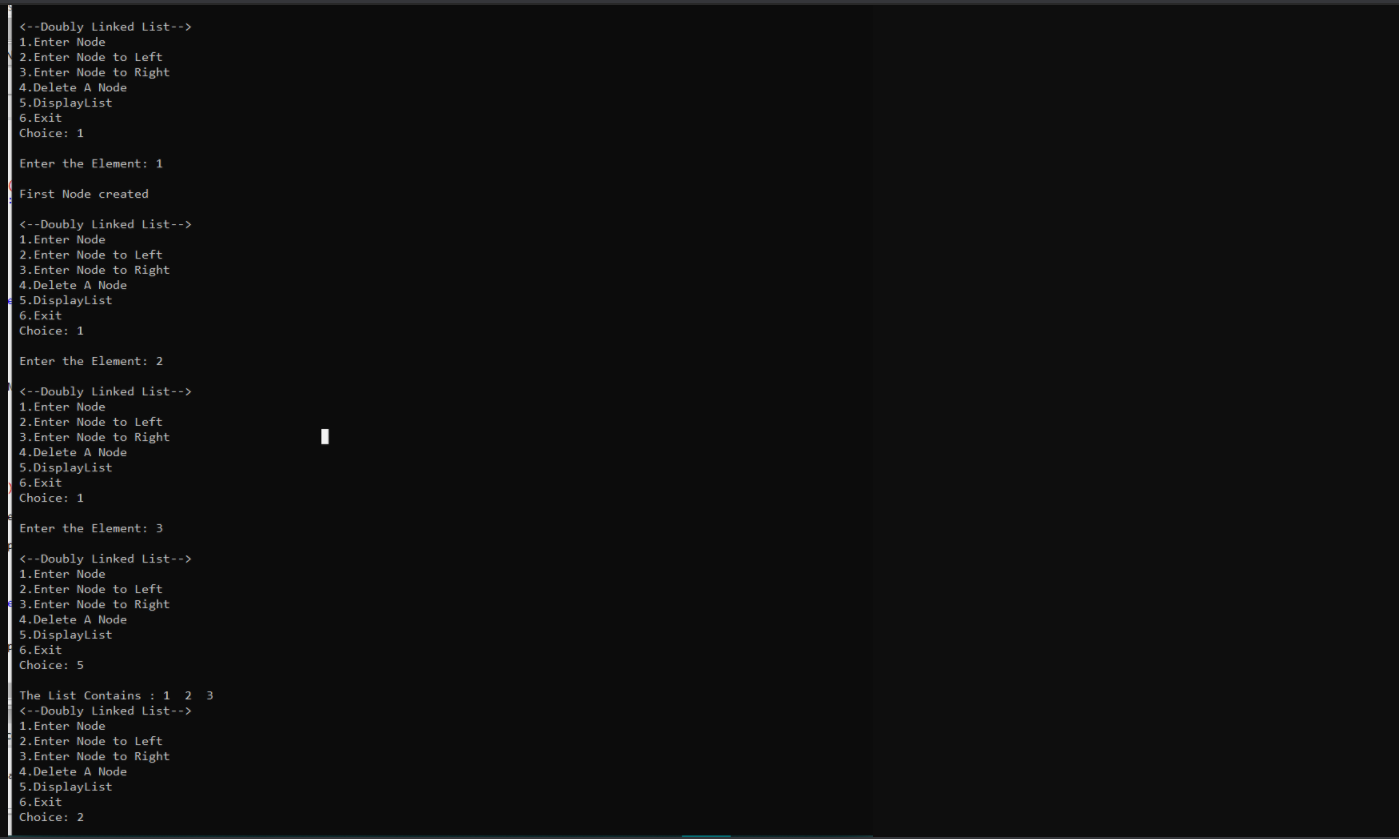 <--Doubly Linked List-->
1.Enter Node
2.Enter Node to Left
3.Enter Node to Right
4.Delete A Node
5.DisplayList
6.Exit
Choice: 1
Enter the Element: 1
First Node created
<--Doubly Linked List-->
1.Enter Node
2.Enter Node to Left
3.Enter Node to Right
4.Delete A Node
5.DisplayList
6.Exit
Choice: 1
Enter the Element: 2
<--Doubly Linked List-->
1.Enter Node
2.Enter Node to Left
3.Enter Node to Right
4.Delete A Node
5.DisplayList
6.Exit
Choice: 1
Enter the Element: 3
<--Doubly Linked List-->
1.Enter Node
2.Enter Node to Left
3.Enter Node to Right
4.Delete A Node
5.DisplayList
6.Exit
Choice: 5
The List Contains : 1  2  3
<--Doubly Linked List-->
1.Enter Node
2.Enter Node to Left
3.Enter Node to Right
4.Delete A Node
5.DisplayList
6.Exit
Choice: 2